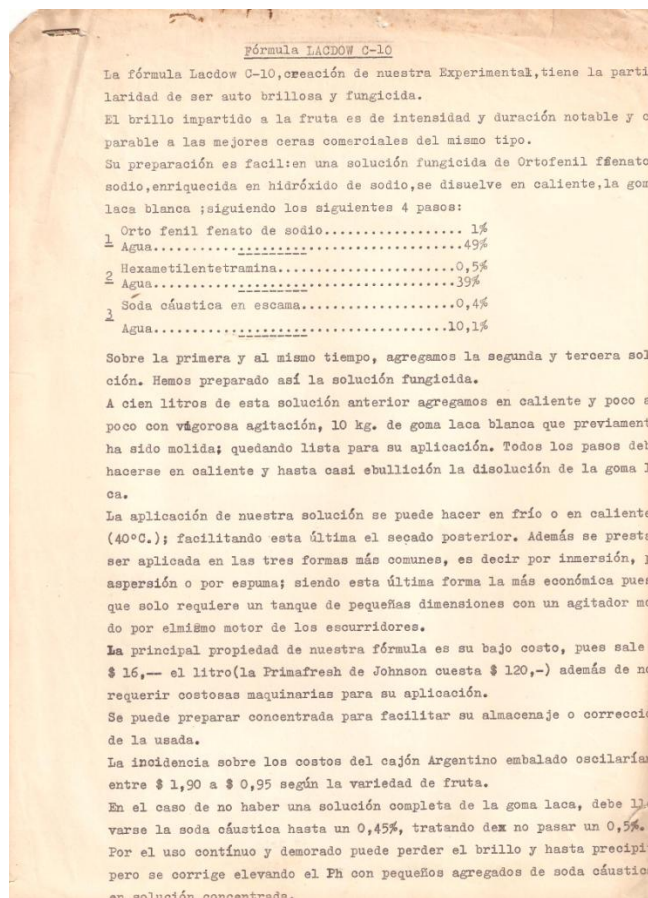 Fórmula LACDOW C-10
La fórmula Lacdow C-10,creación de nuestra Experimental,tiene la parti
laridad de ser auto brillosa y fungicida.
El brillo impartido a la fruta es de intensidad y duración notable y c
parable a las mejores ceras comerciales del mismo tipo.
Su preparación es facil:en una solución fungicida de Ortofenil ffenato
sodio,enriquecida en hidróxido de sodio,se disuelve en caliente,la gom
laca blanca ;siguiendo los siguientes 4 pasos:
1 Orto fenil fenato de sodio.................. 1%
Agua........................................49%
2 Hexametilentetramina.......................0,5%
Agua.......................................39%
3 Soda cáustica en escama....................0,4%
Agua......................................10,1%
Sobre la primera y al mismo tiempo, agregamos la segunda y tercera sol
ción. Hemos preparado así la solución fungicida.
A cien litros de esta solución anterior agregamos en caliente y poco a
poco con vigorosa agitación, 10 kg. de goma laca blanca que previament
ha sido molida; quedando lista para su aplicación. Todos los pasos deb
hacerse en caliente y hasta casi ebullición la disolución de la goma l
ca.
La aplicación de nuestra solución se puede hacer en frío o en caliente
(40ºC.); facilitando esta última el secado posterior. Además se presta
ser aplicada en las tres formas más comunes, es decir por inmersión, p
aspersión o por espuma; siendo esta última forma la más económica pues
que solo requiere un tanque de pequeñas dimensiones con un agitador mo
do por elmismo motor de los escurridores.
La principal propiedad de nuestra fórmula es su bajo costo, pues sale
$ 16,-- el litro(la Primafresh de Johnson cuesta $ 120,-) además de no
requerir costosas maquinarias para su aplicación.
Se puede preparar concentrada para facilitar su almacenaje o correcció
de la usada.
La incidencia sobre los costos del cajón Argentino embalado oscilarían
entre $ 1,90 a $ 0,95 según la variedad de fruta.
En el caso de no haber una solución completa de la goma laca, debe lle
varse la soda cáustica hasta un 0,45%, tratando dex no pasar un 0,5%.
Por el uso contínuo y demorado puede perder el brillo y hasta precipi
pero se corrige elevando el Ph con pequeños agregados de soda cáustic
en solución concentrada.